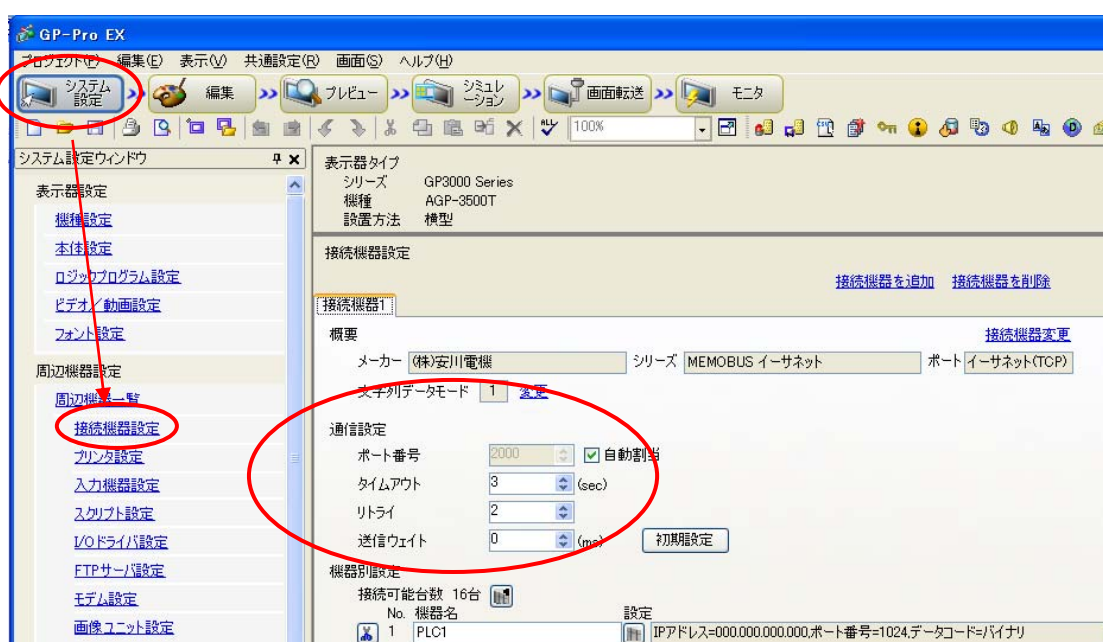 GP-Pro EX
プロジェクト(F) 編集(E) 表示(V) 共通設定(R) 画面(S) ヘルプ(H)
システム設定 >> 編集 >> プレビュー >> シミュレーション >> 画面転送 >> モニタ
100%
システム設定ウィンドウ
表示器設定
機種設定
本体設定
ロジックプログラム設定
ビデオ／動画設定
フォント設定
周辺機器設定
周辺機器一覧
接続機器設定
プリンタ設定
入力機器設定
スクリプト設定
I/Oドライバ設定
FTPサーバ設定
モデム設定
画像ユニット設定
表示器タイプ
シリーズ GP3000 Series
機種 AGP-3500T
設置方法 横型
接続機器設定
接続機器を追加 接続機器を削除
接続機器1
概要 接続機器変更
メーカー (株)安川電機 シリーズ MEMOBUS イーサネット ポート イーサネット(TCP)
文字列データモード 1 変更
通信設定
ポート番号 2000 自動割当
タイムアウト 3 (sec)
リトライ 2
送信ウェイト 0 (ms) 初期設定
機器別設定
接続可能台数 16台
No. 機器名 設定
1 PLC1 IPアドレス=000.000.000.000,ポート番号=1024,データコード=バイナリ